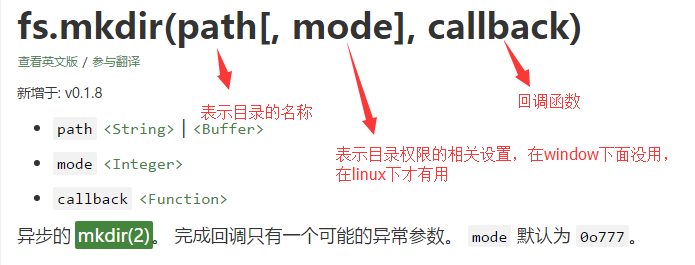 fs.mkdir(path[, mode], callback)
查看英文版 / 参与翻译
新增于: v0.1.8
表示目录的名称
回调函数
• path <String> | <Buffer>
表示目录权限的相关设置，在window下面没用，
在linux下才有用
• mode <Integer>
• callback <Function>
异步的 mkdir(2)。 完成回调只有一个可能的异常参数。 mode 默认为 0o777。